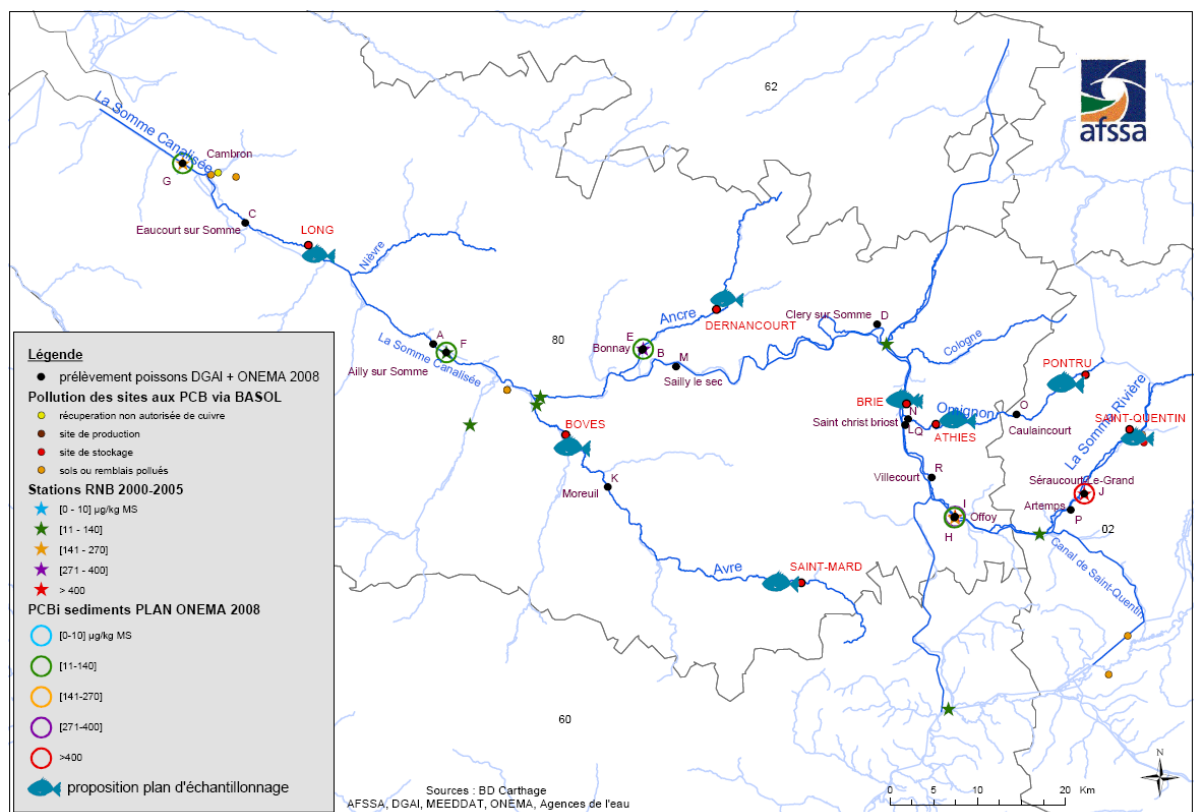 62
afssa
La Somme Canalisée
Cambron
G
C
Eaucourt sur Somme
LONG
Nièvre
Ancre
DERNANCOURT
Clery sur Somme
D
80
A
F
Ailly sur Somme
La Somme Canalisée
E
Bonnay
B
M
Sailly le sec
Cologne
PONTRU
BRIE
N
Omignon
O
Saint christ briost
LQ
ATHIES
Caulaincourt
SAINT-QUENTIN
La Somme Rivière
BOVES
K
Moreuil
Villecourt
R
Séraucourt-Le-Grand
J
Artemps
P
I
Offoy
H
02
Canal de Saint-Quentin
Avre
SAINT-MARD
60
Légende
prélèvement poissons DGAI + ONEMA 2008
Pollution des sites aux PCB via BASOL
récuperation non autorisée de cuivre
site de production
site de stockage
sols ou remblais pollués
Stations RNB 2000-2005
[0 - 10] µg/kg MS
[11 - 140]
[141 - 270]
[271 - 400]
> 400
PCBi sediments PLAN ONEMA 2008
[0-10] µg/kg MS
[11-140]
[141-270]
[271-400]
>400
proposition plan d'échantillonnage
Sources : BD Carthage
AFSSA, DGAI, MEEDDAT, ONEMA, Agences de l'eau
N
0 5 10 20 Km